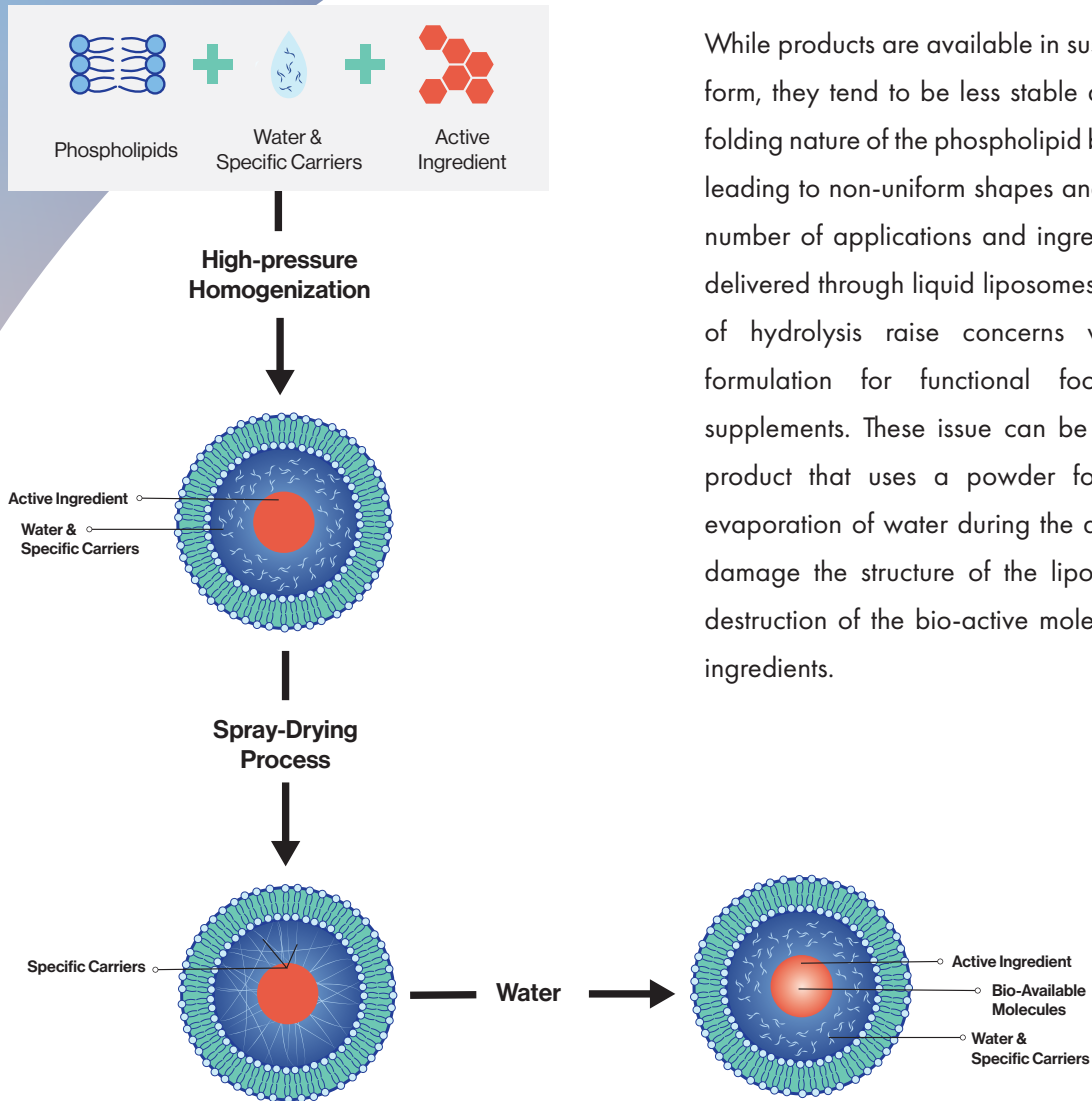 Phospholipids
Water &
Specific Carriers
Active
Ingredient
High-pressure
Homogenization
Active Ingredient
Water &
Specific Carriers
Spray-Drying
Process
Specific Carriers
Water
Active Ingredient
Bio-Available
Molecules
Water &
Specific Carriers
While products are available in su
form, they tend to be less stable
folding nature of the phospholipid
leading to non-uniform shapes an
number of applications and ingre
delivered through liquid liposomes
of hydrolysis raise concerns
formulation for functional foo
supplements. These issue can be
product that uses a powder fo
evaporation of water during the
damage the structure of the lipo
destruction of the bio-active mole
ingredients.